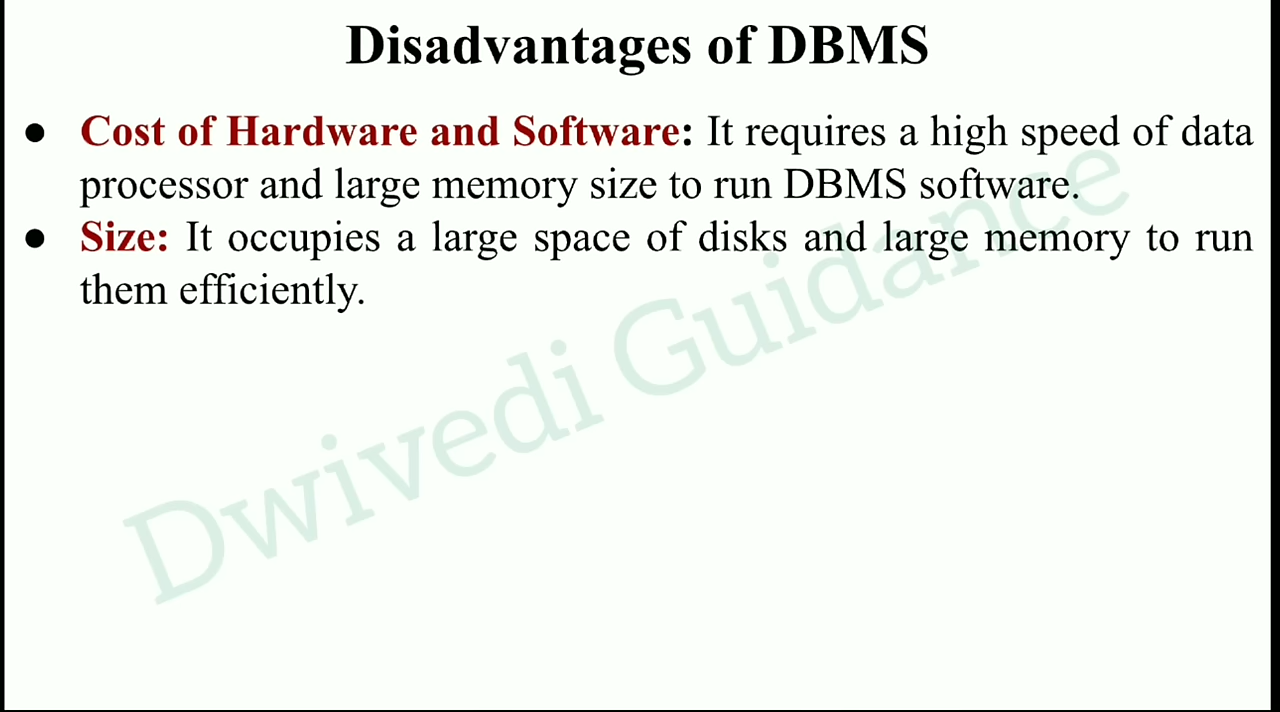 Disadvantages of DBMS
● Cost of Hardware and Software: It requires a high speed of data
processor and large memory size to run DBMS software.
● Size: It occupies a large space of disks and large memory to run
them efficiently.
Dwivedi Guidance